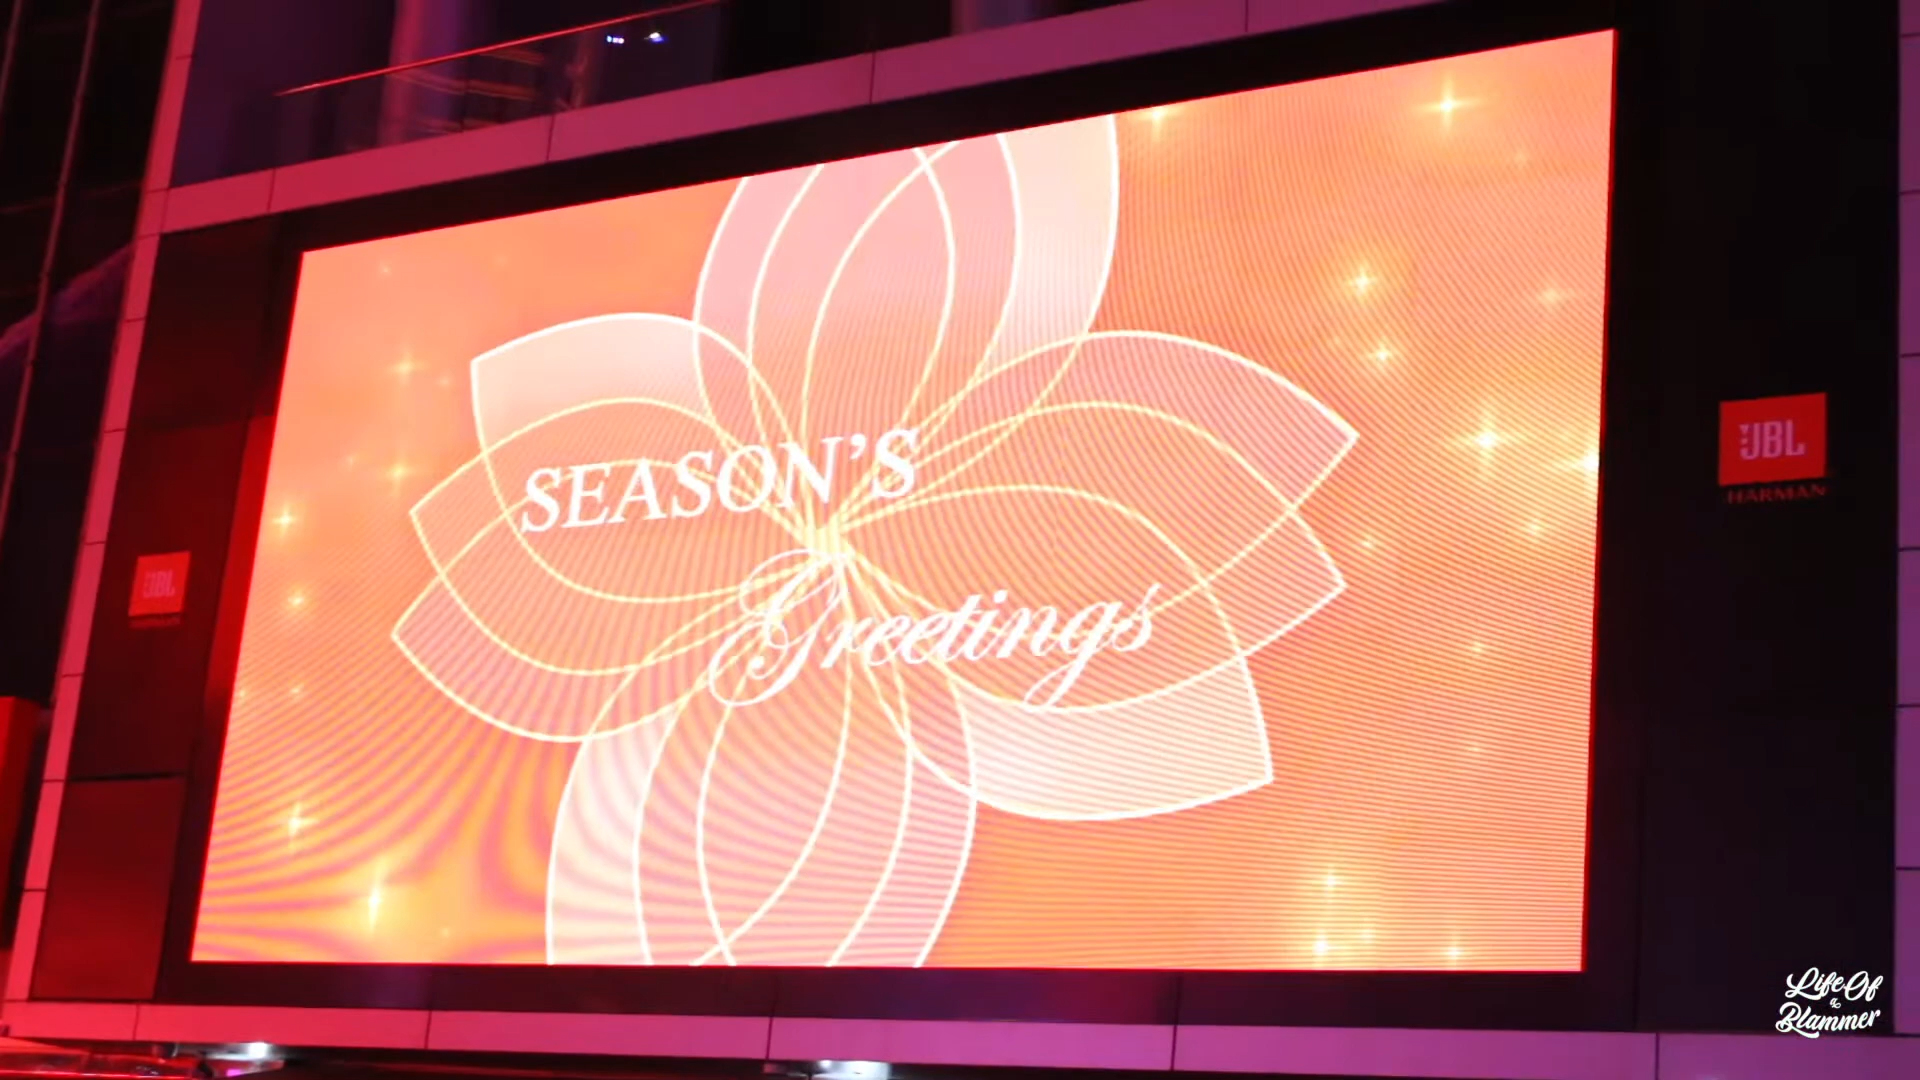 SEASON'S
Greetings
JBL
HARMAN
JBL
Life Of
a
Blammer